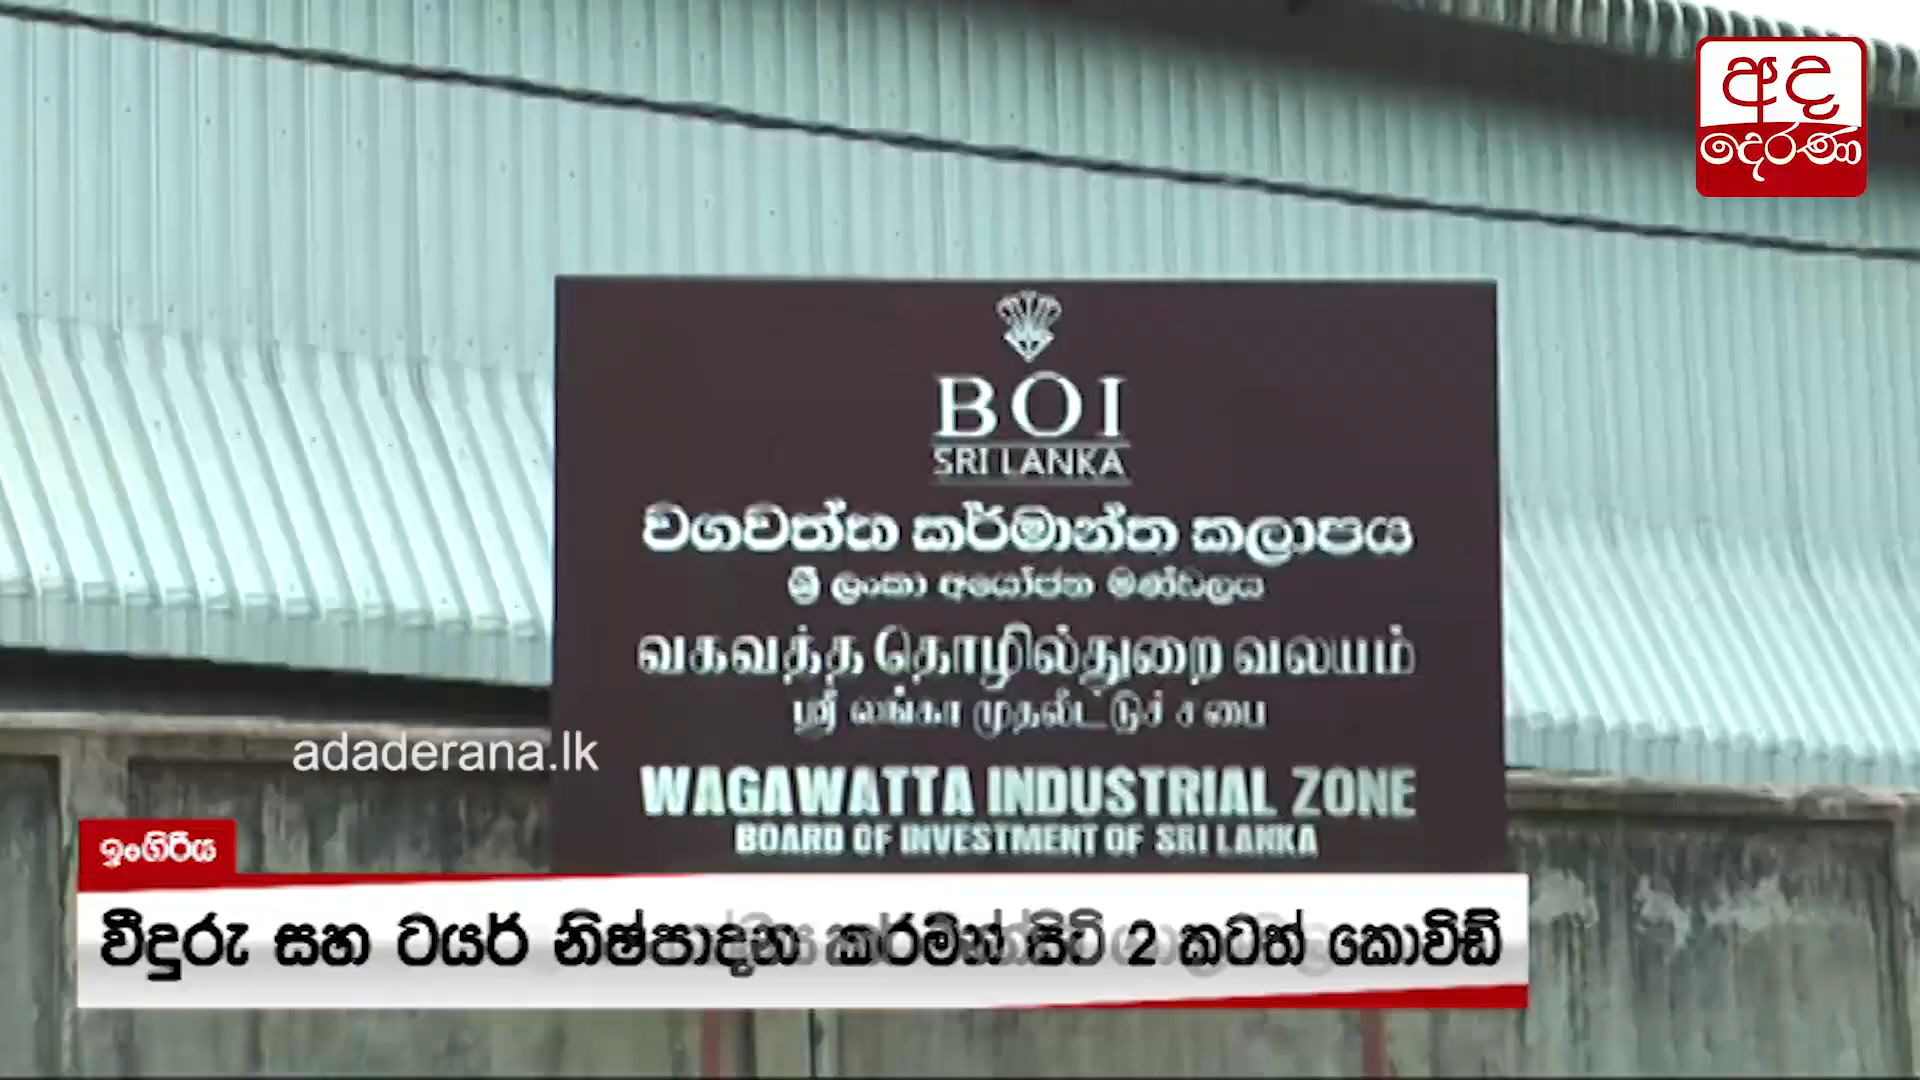 අද
දෙරණ
BOI
SRI LANKA
වගවත්ත කර්මාන්ත කලාපය
ශ්‍රී ලංකා ආයෝජන මණ්ඩලය
வகவத்த தொழில்துறை வலயம்
ஸ்ரீ லங்கா முதலீட்டுச் சபை
WAGAWATTA INDUSTRIAL ZONE
BOARD OF INVESTMENT OF SRI LANKA
adaderana.lk
ඉංගිරිය
වීදුරු සහ ටයර් නිෂ්පාදන කර්මාන්ත 2 කටත් කොවිඩ්